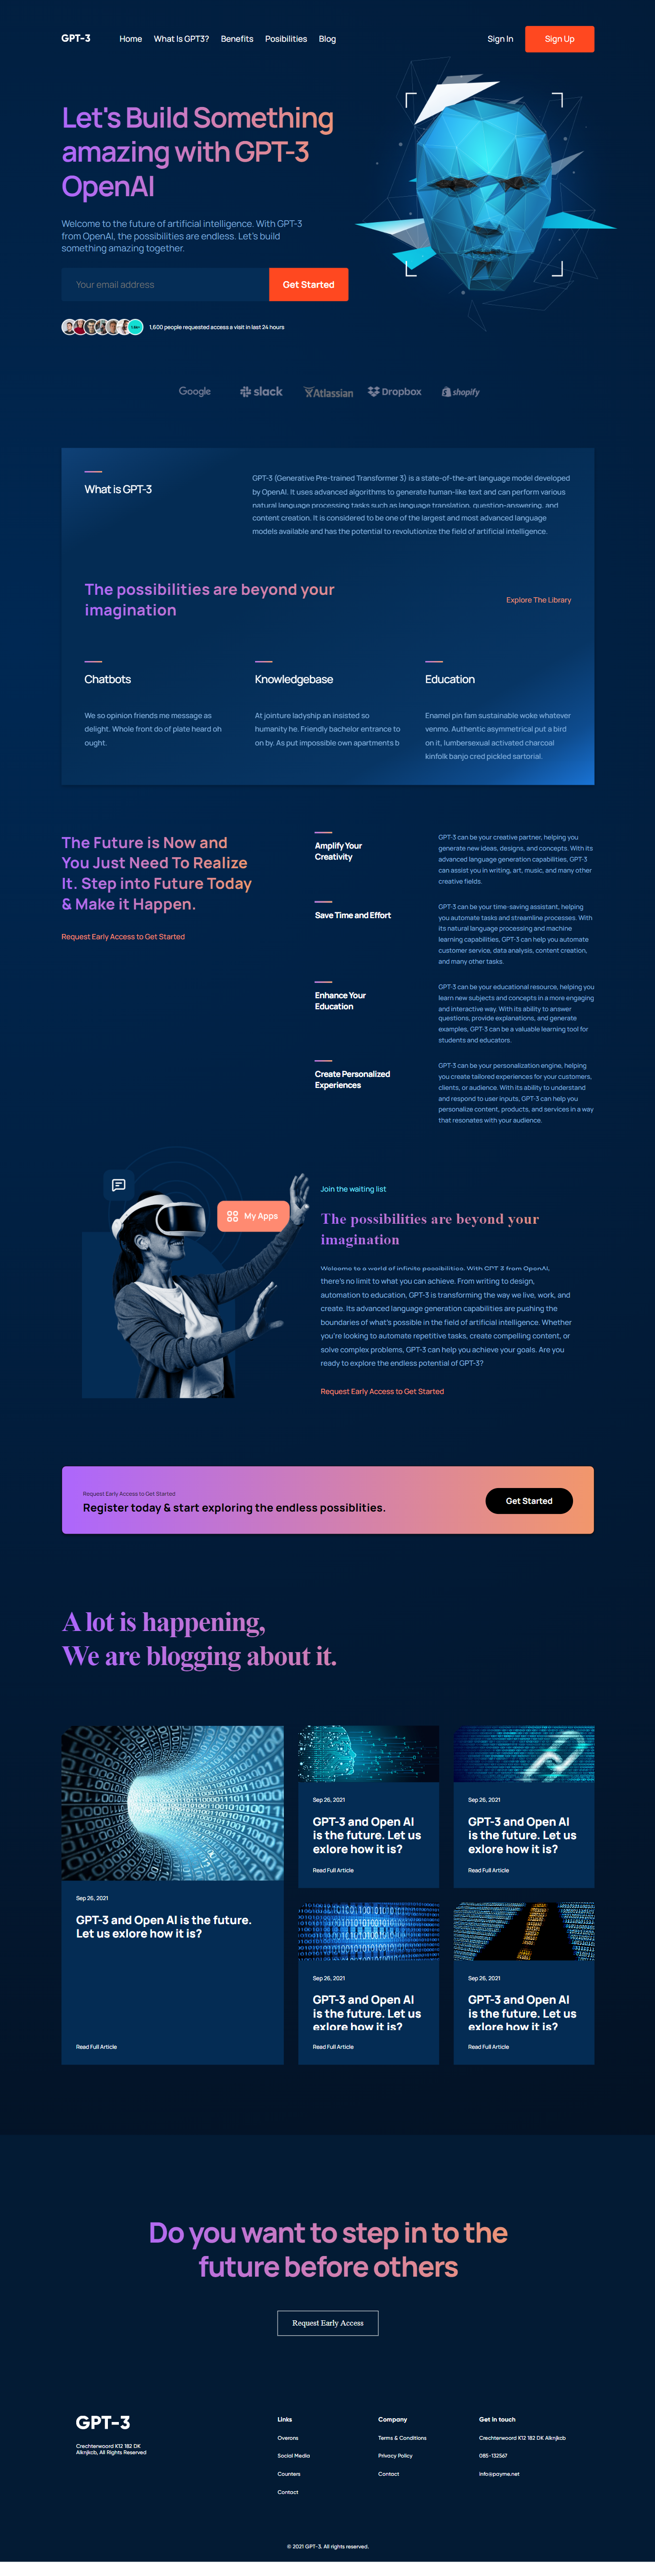 GPT-3
Home
What Is GPT3?
Benefits
Posibilities
Blog
Sign In
Sign Up
Let's Build Something
amazing with GPT-3
OpenAI
Welcome to the future of artificial intelligence. With GPT-3
from OpenAI, the possibilities are endless. Let's build
something amazing together.
Your email address
Get Started
1,600 people requested access a visit in last 24 hours
Google
slack
Atlassian
Dropbox
shopify
What is GPT-3
GPT-3 (Generative Pre-trained Transformer 3) is a state-of-the-art language model developed
by OpenAI. It uses advanced algorithms to generate human-like text and can perform various
natural language processing tasks such as language translation, question-answering, and
content creation. It is considered to be one of the largest and most advanced language
models available and has the potential to revolutionize the field of artificial intelligence.
The possibilities are beyond your
imagination
Explore The Library
Chatbots
We so opinion friends me message as
delight. Whole front do of plate heard oh
ought.
Knowledgebase
At jointure ladyship an insisted so
humanity he. Friendly bachelor entrance to
on by. As put impossible own apartments b
Education
Enamel pin fam sustainable woke whatever
venmo. Authentic asymmetrical put a bird
on it, lumbersexual activated charcoal
kinfolk banjo cred pickled sartorial.
The Future is Now and
You Just Need To Realize
It. Step into Future Today
& Make it Happen.
Request Early Access to Get Started
Amplify Your
Creativity
GPT-3 can be your creative partner, helping you
generate new ideas, designs, and concepts. With its
advanced language generation capabilities, GPT-3
can assist you in writing, art, music, and many other
creative fields.
Save Time and Effort
GPT-3 can be your time-saving assistant, helping
you automate tasks and streamline processes. With
its natural language processing and machine
learning capabilities, GPT-3 can help you automate
customer service, data analysis, content creation,
and many other tasks.
Enhance Your
Education
GPT-3 can be your educational resource, helping you
learn new subjects and concepts in a more engaging
and interactive way. With its ability to answer
questions, provide explanations, and generate
examples, GPT-3 can be a valuable learning tool for
students and educators.
Create Personalized
Experiences
GPT-3 can be your personalization engine, helping
you create tailored experiences for your customers,
clients, or audience. With its ability to understand
and respond to user inputs, GPT-3 can help you
personalize content, products, and services in a way
that resonates with your audience.
My Apps
Join the waiting list
The possibilities are beyond your
imagination
Welcome to a world of infinite possibilities. With GPT-3 from OpenAI,
there's no limit to what you can achieve. From writing to design,
automation to education, GPT-3 is transforming the way we live, work, and
create. Its advanced language generation capabilities are pushing the
boundaries of what's possible in the field of artificial intelligence. Whether
you're looking to automate repetitive tasks, create compelling content, or
solve complex problems, GPT-3 can help you achieve your goals. Are you
ready to explore the endless potential of GPT-3?
Request Early Access to Get Started
Request Early Access to Get Started
Register today & start exploring the endless possiblities.
Get Started
A lot is happening,
We are blogging about it.
Sep 26, 2021
GPT-3 and Open AI is the future.
Let us exlore how it is?
Read Full Article
Sep 26, 2021
GPT-3 and Open AI
is the future. Let us
exlore how it is?
Read Full Article
Sep 26, 2021
GPT-3 and Open AI
is the future. Let us
exlore how it is?
Read Full Article
Sep 26, 2021
GPT-3 and Open AI
is the future. Let us
exlore how it is?
Read Full Article
Sep 26, 2021
GPT-3 and Open AI
is the future. Let us
exlore how it is?
Read Full Article
Do you want to step in to the
future before others
Request Early Access
GPT-3
Crechterwoord K12 182 DK
Alknjkcb, All Rights Reserved
Links
Overons
Social Media
Counters
Contact
Company
Terms & Conditions
Privacy Policy
Contact
Get in touch
Crechterwoord K12 182 DK Alknjkcb
085-132567
info@payme.net
© 2021 GPT-3. All rights reserved.